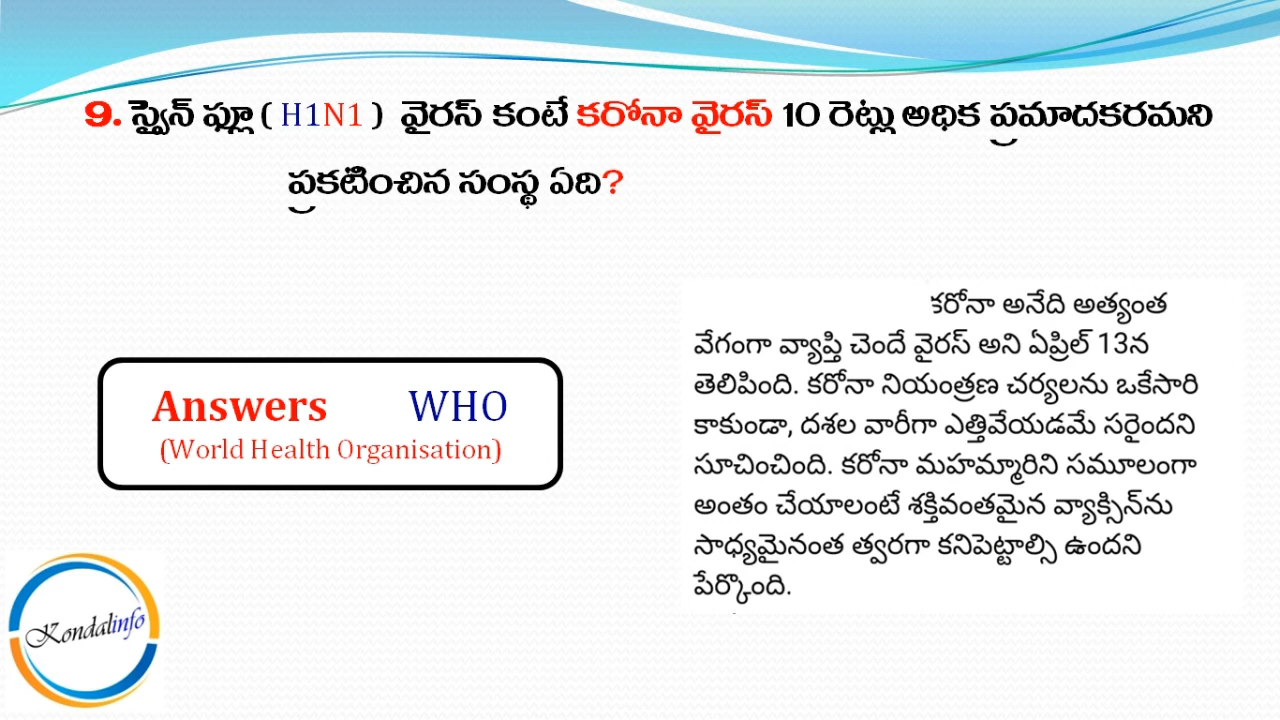 9. స్వైన్ ఫ్లూ ( H1N1 ) వైరస్ కంటే కరోనా వైరస్ 10 రెట్లు అధిక ప్రమాదకరమని
ప్రకటించిన సంస్థ ఏది?
Answers WHO
(World Health Organisation)
కరోనా అనేది అత్యంత
వేగంగా వ్యాప్తి చెందే వైరస్ అని ఏప్రిల్ 13న
తెలిపింది. కరోనా నియంత్రణ చర్యలను ఒకేసారి
కాకుండా, దశల వారీగా ఎత్తివేయడమే సరైందని
సూచించింది. కరోనా మహమ్మారిని సమూలంగా
అంతం చేయాలంటే శక్తివంతమైన వ్యాక్సిన్‌ను
సాధ్యమైనంత త్వరగా కనిపెట్టాల్సి ఉందని
పేర్కొంది.
Kondalinfo